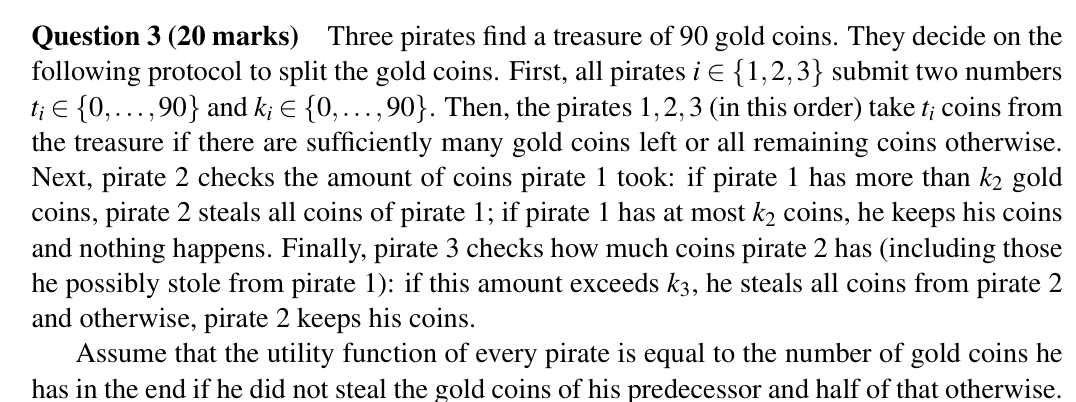 Question 3 (20 marks) Three pirates find a treasure of 90 gold coins. They decide on the
following protocol to split the gold coins. First, all pirates i ∈ {1,2,3} submit two numbers
tᵢ ∈ {0,...,90} and kᵢ ∈ {0,...,90}. Then, the pirates 1,2,3 (in this order) take tᵢ coins from
the treasure if there are sufficiently many gold coins left or all remaining coins otherwise.
Next, pirate 2 checks the amount of coins pirate 1 took: if pirate 1 has more than k₂ gold
coins, pirate 2 steals all coins of pirate 1; if pirate 1 has at most k₂ coins, he keeps his coins
and nothing happens. Finally, pirate 3 checks how much coins pirate 2 has (including those
he possibly stole from pirate 1): if this amount exceeds k₃, he steals all coins from pirate 2
and otherwise, pirate 2 keeps his coins.
Assume that the utility function of every pirate is equal to the number of gold coins he
has in the end if he did not steal the gold coins of his predecessor and half of that otherwise.